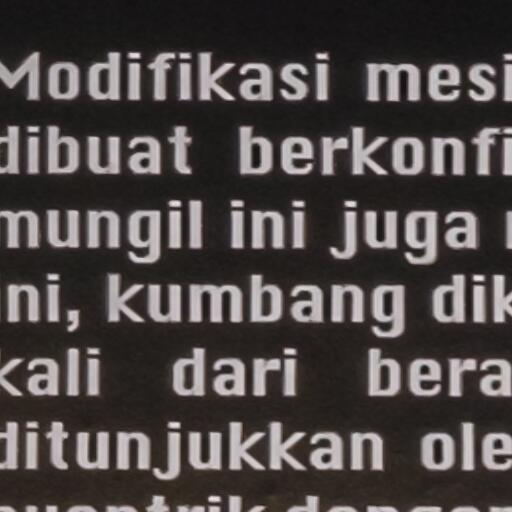 Modifikasi mesi
dibuat berkonfi
mungil ini juga
ini, kumbang dik
kali dari bera
ditunjukkan ole